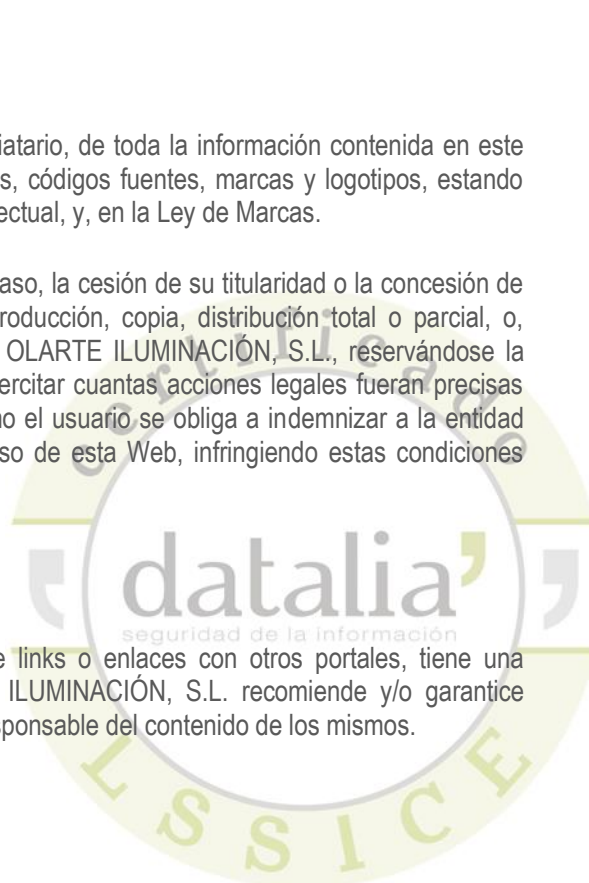 iatario, de toda la información contenida en este
s, códigos fuentes, marcas y logotipos, estando
ectual, y, en la Ley de Marcas.
aso, la cesión de su titularidad o la concesión de
roducción, copia, distribución total o parcial, o,
OLARTE ILUMINACIÓN, S.L., reservándose la
ercitar cuantas acciones legales fueran precisas
no el usuario se obliga a indemnizar a la entidad
so de esta Web, infringiendo estas condiciones
certificado
datalia
seguridad de la información
e links o enlaces con otros portales, tiene una
ILUMINACIÓN, S.L. recomiende y/o garantice
sponsable del contenido de los mismos.
LSSICE